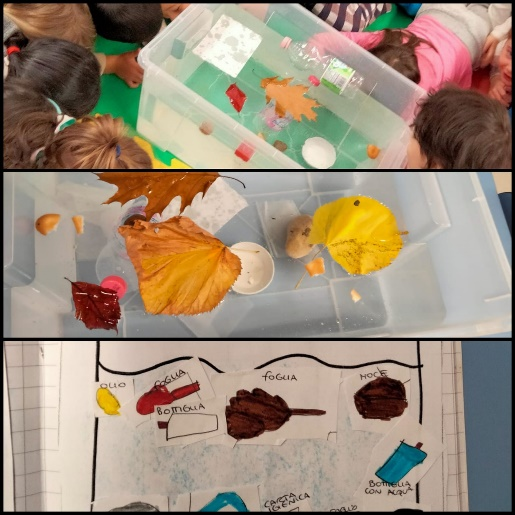 OLIO
FOGLIA
BOTTIGLIA
FOGLIA
NOCE
BOTTIGLIA
CON ACQUA
CARTA
IGIENICA